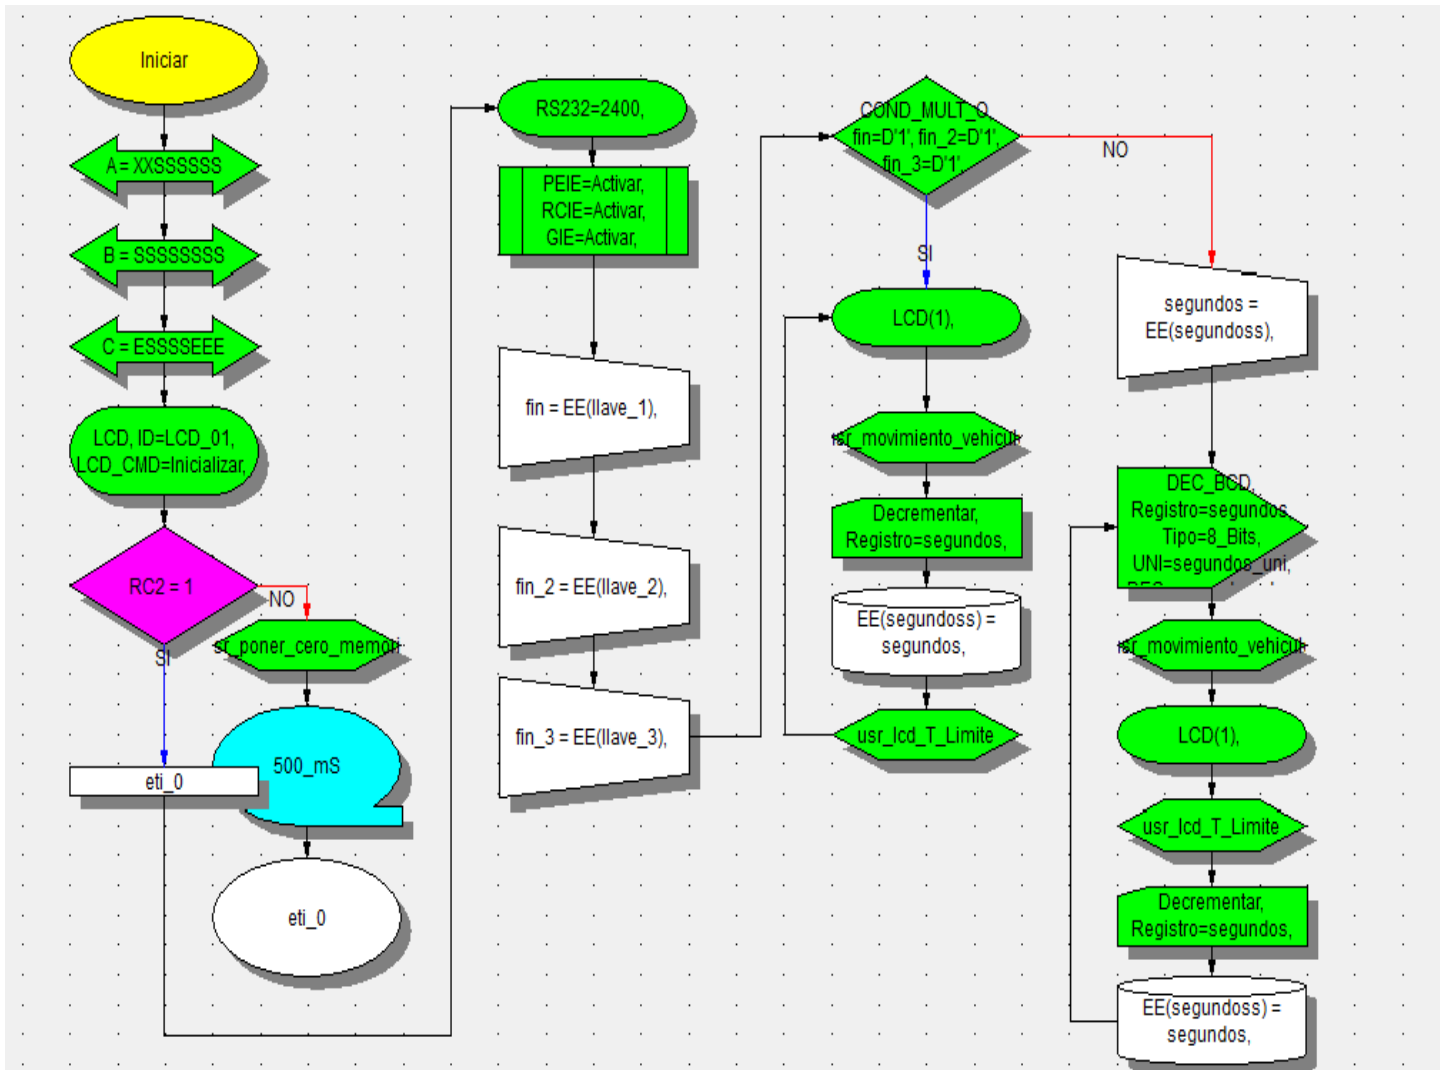 Iniciar
A = XXSSSSSS
B = SSSSSSSS
C = ESSSSEEE
LCD, ID=LCD_01,
LCD_CMD=Inicializar,
RC2 = 1
NO
SI
sr_poner_cero_memori
500_mS
eti_0
eti_0
RS232=2400,
PEIE=Activar,
RCIE=Activar,
GIE=Activar,
fin = EE(llave_1),
fin_2 = EE(llave_2),
fin_3 = EE(llave_3),
COND_MULT_O,
fin=D'1', fin_2=D'1',
fin_3=D'1',
NO
SI
LCD(1),
usr_movimiento_vehicul
Decrementar,
Registro=segundos,
EE(segundoss) =
segundos,
usr_lcd_T_Limite
segundos =
EE(segundoss),
DEC_BCD,
Registro=segundos,
Tipo=8_Bits,
UNI=segundos_uni,
usr_movimiento_vehicul
LCD(1),
usr_lcd_T_Limite
Decrementar,
Registro=segundos,
EE(segundoss) =
segundos,